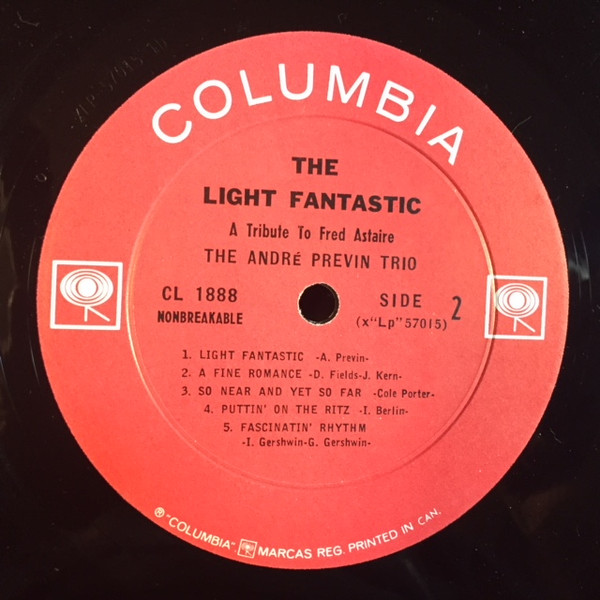 COLUMBIA
THE
LIGHT FANTASTIC
A Tribute To Fred Astaire
THE ANDRÉ PREVIN TRIO
CL 1888
NONBREAKABLE
SIDE 2
(x"Lp"57015)
1. LIGHT FANTASTIC -A. Previn-
2. A FINE ROMANCE -D. Fields-J. Kern-
3. SO NEAR AND YET SO FAR -Cole Porter-
4. PUTTIN' ON THE RITZ -I. Berlin-
5. FASCINATIN' RHYTHM
-I. Gershwin-G. Gershwin-
® "COLUMBIA", MARCAS REG. PRINTED IN CAN.